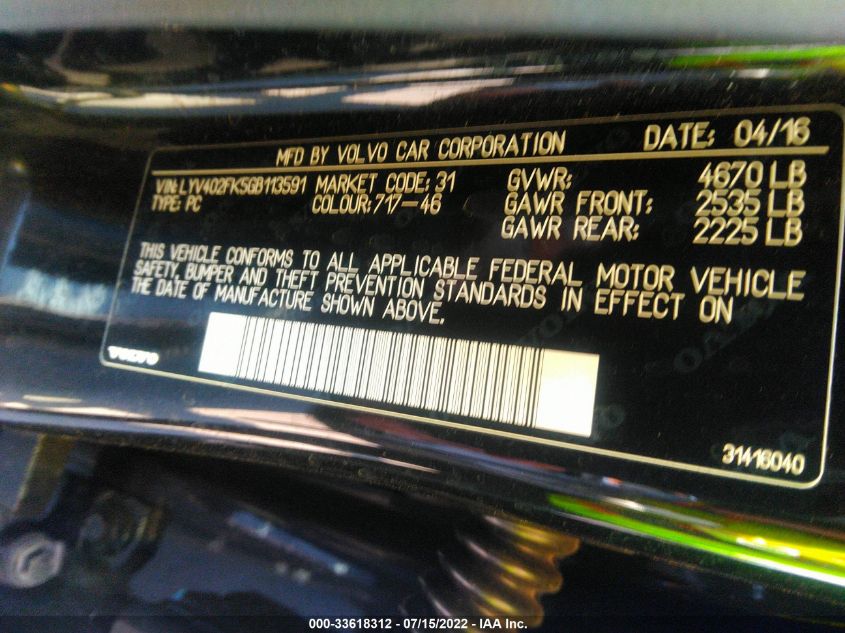 MFD BY VOLVO CAR CORPORATION DATE: 04/16
VIN: LYV402FK5GB113591 MARKET CODE: 31 GVWR: 4670 LB
TYPE: PC COLOUR: 717-46 GAWR FRONT: 2535 LB
GAWR REAR: 2225 LB
THIS VEHICLE CONFORMS TO ALL APPLICABLE FEDERAL MOTOR VEHICLE
SAFETY, BUMPER AND THEFT PREVENTION STANDARDS IN EFFECT ON
THE DATE OF MANUFACTURE SHOWN ABOVE.
VOLVO
31416040
000-33618312 - 07/15/2022 - IAA Inc.